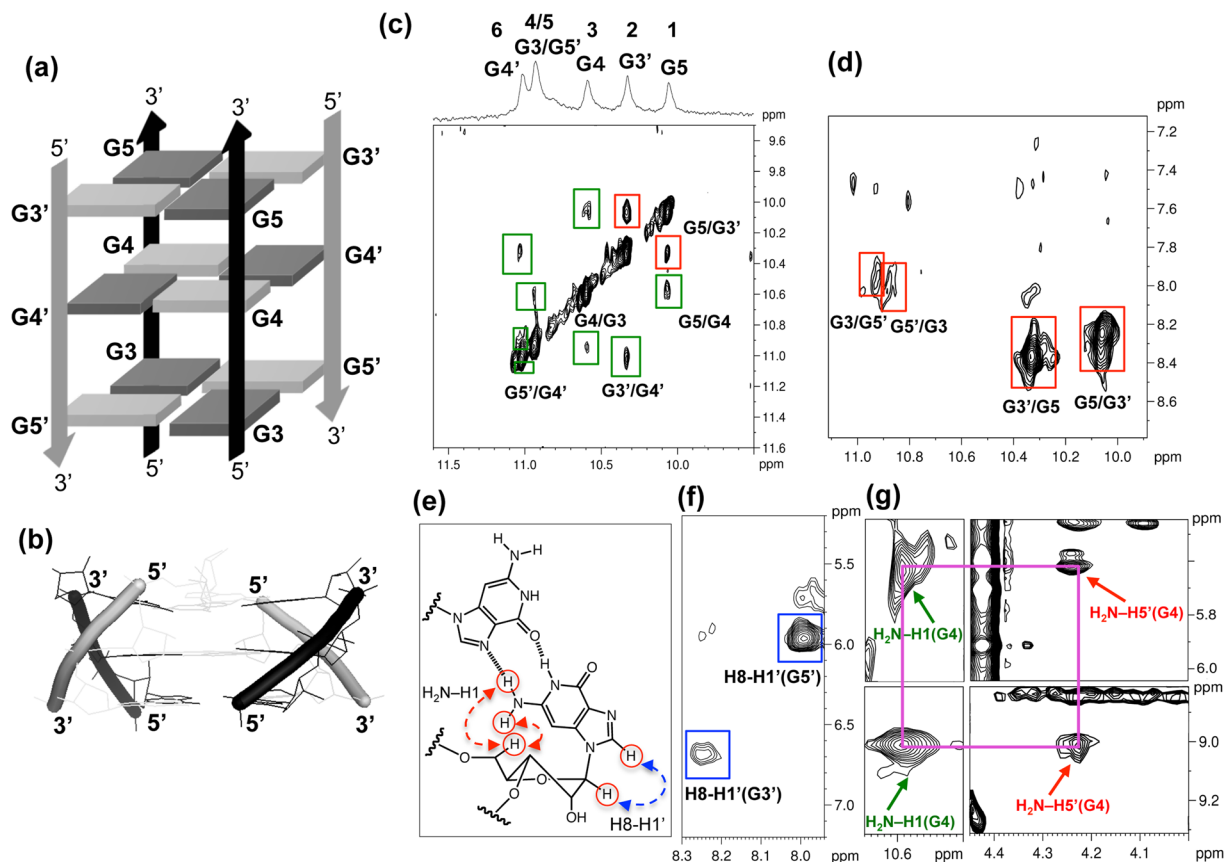 (a)
3'
3'
5'
5'
G5
G3'
G3'
G5
G4
G4'
G4'
G4
G3
G5'
G5'
G3
3'
5'
5'
3'
(b)
3'
5'
5'
3'
3'
5'
5'
3'
(c)
6 4/5 3 2 1
G4' G3/G5' G4 G3' G5
ppm
9.6
9.8
10.0
10.2
10.4
10.6
10.8
11.0
11.2
11.4
11.6
G5/G3'
G4/G3
G5/G4
G5'/G4'
G3'/G4'
11.5 11.0 10.5 10.0 ppm
(d)
ppm
7.2
7.4
7.6
7.8
8.0
8.2
8.4
8.6
G3/G5'
G5'/G3
G3'/G5
G5/G3'
11.0 10.8 10.6 10.4 10.2 10.0 ppm
(e)
H
N–H
N
N
NH
N
O
H
H
N
O
H2N–H1
H
N
N
N
H
H
O
O
O
H
OH
H8-H1'
(f)
ppm
5.5
6.0
6.5
7.0
H8-H1'(G5')
H8-H1'(G3')
8.3 8.2 8.1 8.0 ppm
(g)
ppm
5.8
6.0
H2N–H1(G4)
H2N–H5'(G4)
ppm
9.0
9.3
H2N–H1(G4)
H2N–H5'(G4)
10.6 ppm
4.4 4.3 4.2 4.1 ppm